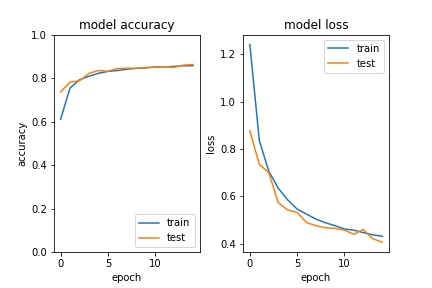 model accuracy
1.0
0.8
0.6
0.4
0.2
0.0
accuracy
0
5
10
epoch
train
test
model loss
1.2
1.0
0.8
0.6
0.4
loss
0
5
10
epoch
train
test